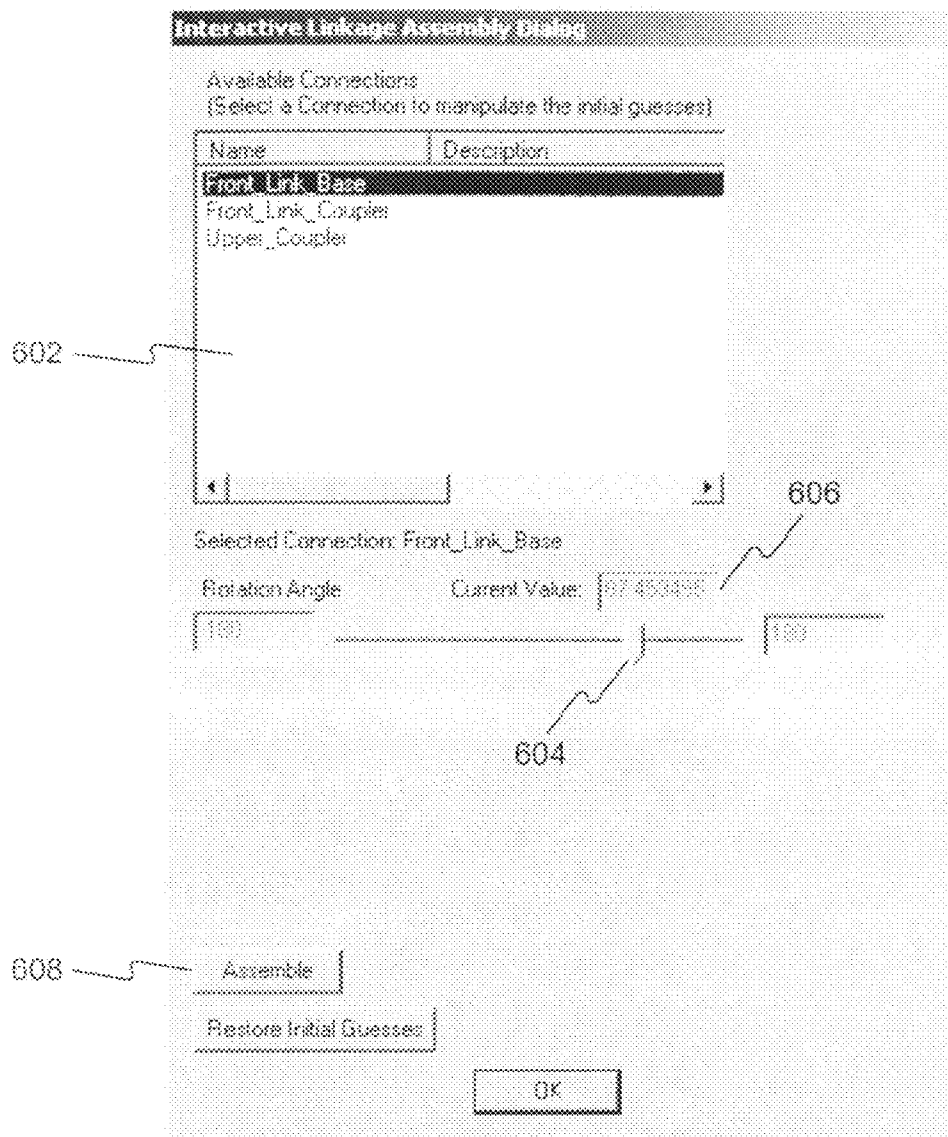 Interactive Linkage Assembly Dialog
Available Connections
(Select a Connection to manipulate the initial guesses)
Name Description
Front_Link_Base
Front_Link_Coupler
Upper_Coupler
602
606
Selected Connection: Front_Link_Base
Rotation Angle Current Value:
180
604
608
Assemble
Restore Initial Guesses
OK